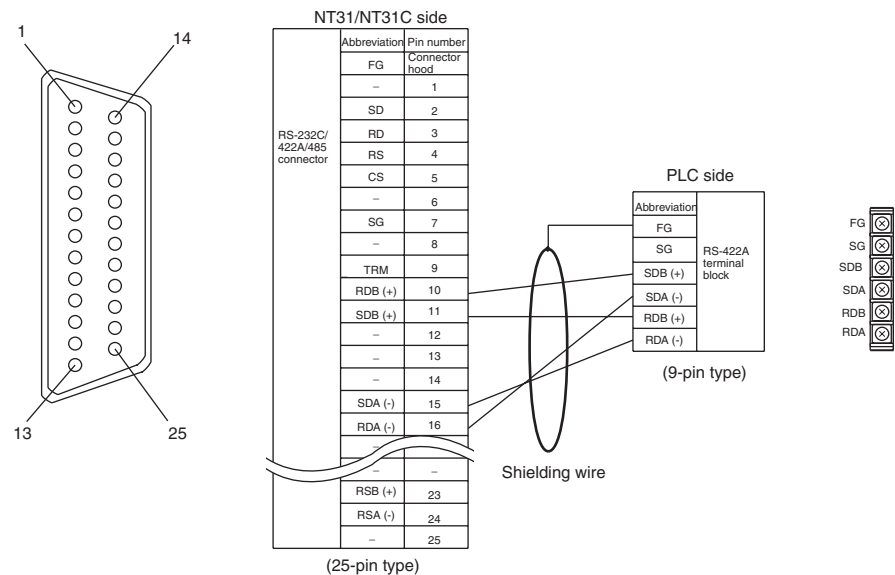 1
14
13
25
NT31/NT31C side
RS-232C/
422A/485
connector
Abbreviation Pin number
FG Connector
hood
– 1
SD 2
RD 3
RS 4
CS 5
– 6
SG 7
– 8
TRM 9
RDB (+) 10
SDB (+) 11
– 12
– 13
– 14
SDA (-) 15
RDA (-) 16
–
– –
RSB (+) 23
RSA (-) 24
– 25
(25-pin type)
Shielding wire
PLC side
Abbreviation
FG
SG
SDB (+)
SDA (-)
RDB (+)
RDA (-)
RS-422A
terminal
block
(9-pin type)
FG
SG
SDB
SDA
RDB
RDA